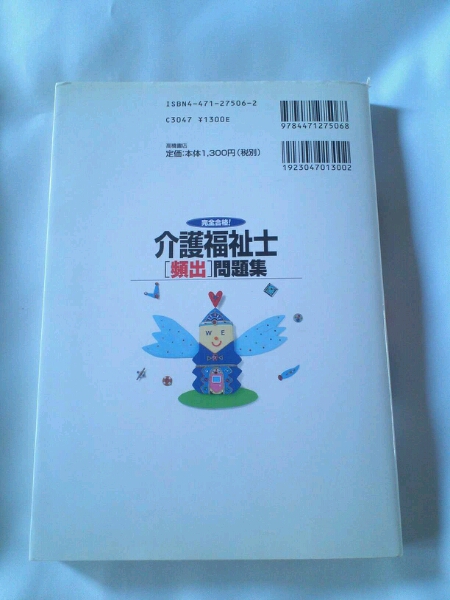 ISBN4-471-27506-2
C3047 ¥1300E
高橋書店
定価:本体1,300円(税別)
9784471275068
1923047013002
完全合格!
介護福祉士
[頻出]問題集
W E